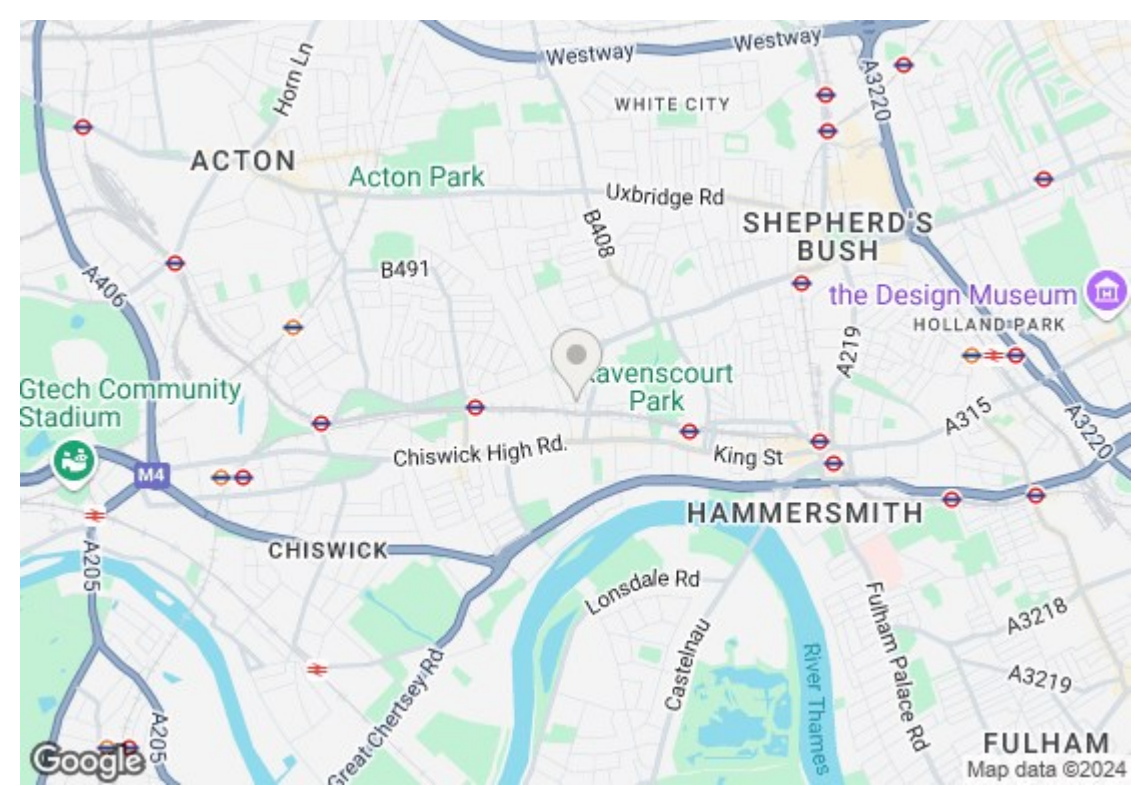 Westway
Westway
A3220
Horn Ln
WHITE CITY
ACTON
Acton Park
Uxbridge Rd
B408
SHEPHERD'S
BUSH
B491
A406
the Design Museum
HOLLAND PARK
A219
Gtech Community
Stadium
Ravenscourt
Park
A315
A3220
Chiswick High Rd.
King St
M4
HAMMERSMITH
CHISWICK
A205
Lonsdale Rd
Fulham Palace Rd
A3218
Castelnau
River Thames
A3219
Great Chertsey Rd
A205
FULHAM
Google
Map data ©2024